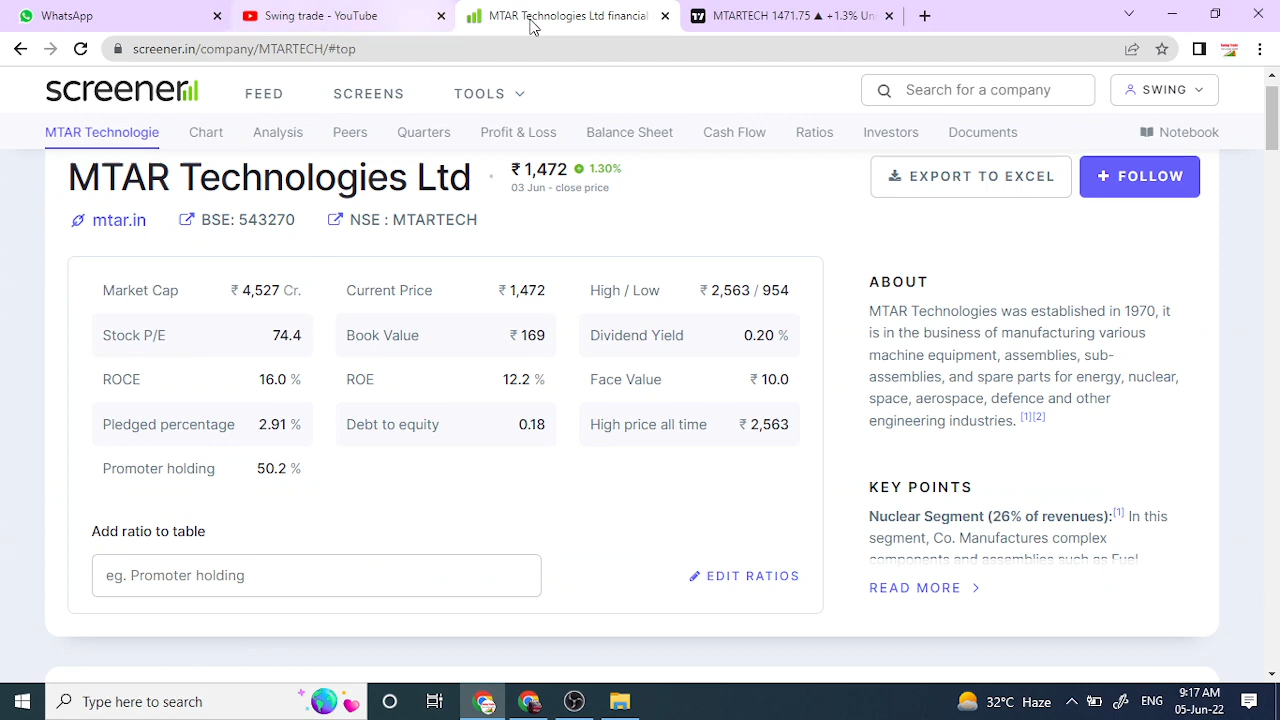 WhatsApp
Swing trade - YouTube
MTAR Technologies Ltd financial
MTARTECH 1471.75 ▲ +1.3% Un
screener.in/company/MTARTECH/#top
screener
FEED
SCREENS
TOOLS
Search for a company
SWING
MTAR Technologie
Chart
Analysis
Peers
Quarters
Profit & Loss
Balance Sheet
Cash Flow
Ratios
Investors
Documents
Notebook
MTAR Technologies Ltd
₹ 1,472 1.30%
03 Jun - close price
EXPORT TO EXCEL
+ FOLLOW
mtar.in
BSE: 543270
NSE : MTARTECH
Market Cap ₹ 4,527 Cr.
Current Price ₹ 1,472
High / Low ₹ 2,563 / 954
Stock P/E 74.4
Book Value ₹ 169
Dividend Yield 0.20 %
ROCE 16.0 %
ROE 12.2 %
Face Value ₹ 10.0
Pledged percentage 2.91 %
Debt to equity 0.18
High price all time ₹ 2,563
Promoter holding 50.2 %
Add ratio to table
eg. Promoter holding
EDIT RATIOS
ABOUT
MTAR Technologies was established in 1970, it
is in the business of manufacturing various
machine equipment, assemblies, sub-
assemblies, and spare parts for energy, nuclear,
space, aerospace, defence and other
engineering industries. [1][2]
KEY POINTS
Nuclear Segment (26% of revenues):[1] In this
segment, Co. Manufactures complex
components and assemblies such as Fuel
READ MORE >
Type here to search
32°C Haze
ENG
9:17 AM
05-Jun-22